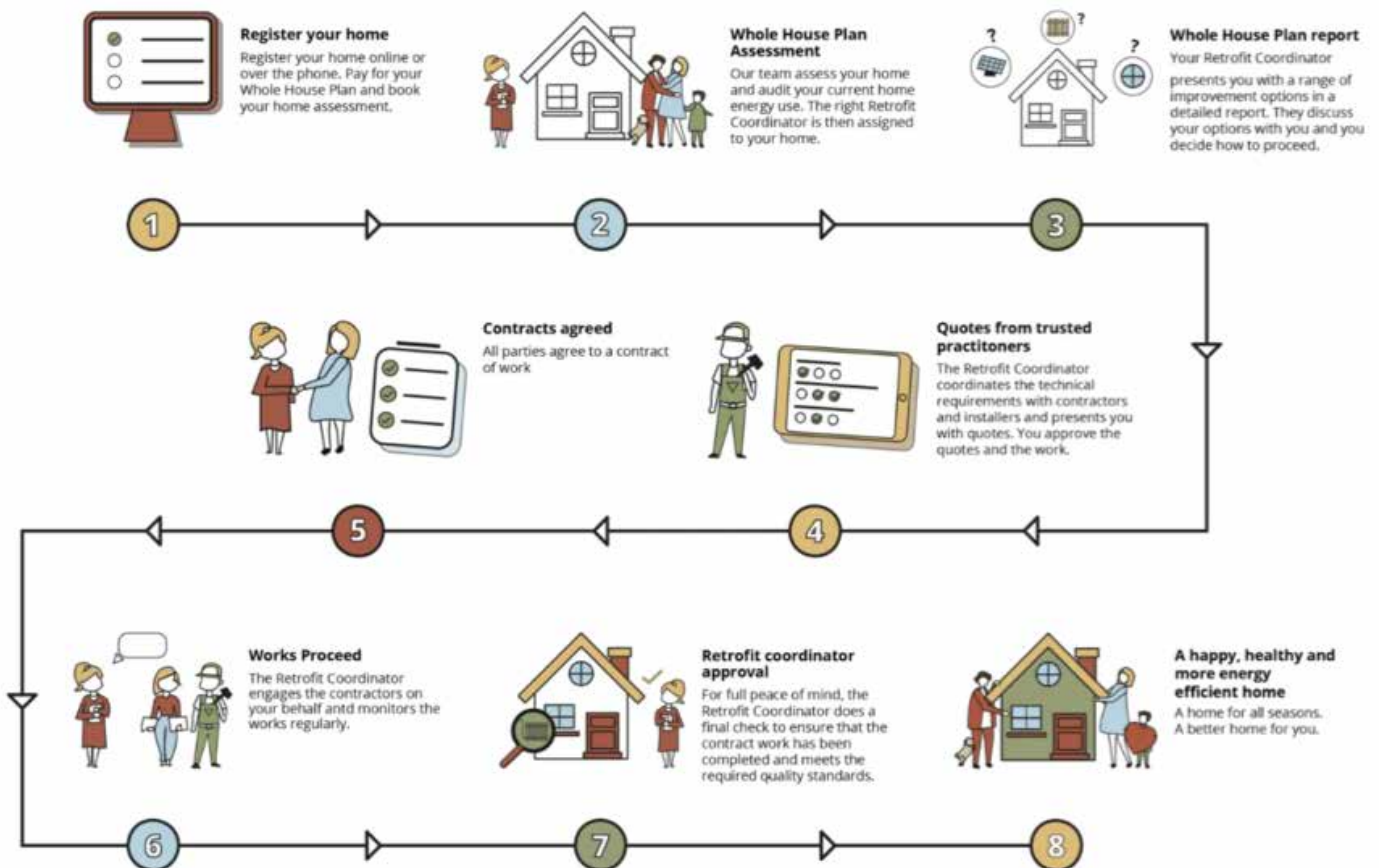 Register your home
Register your home online or
over the phone. Pay for your
Whole House Plan and book
your home assessment.
1
Whole House Plan
Assessment
Our team assess your home
and audit your current home
energy use. The right Retrofit
Coordinator is then assigned
to your home.
2
?
?
?
Whole House Plan report
Your Retrofit Coordinator
presents you with a range of
improvement options in a
detailed report. They discuss
your options with you and you
decide how to proceed.
3
Quotes from trusted
practitoners
The Retrofit Coordinator
coordinates the technical
requirements with contractors
and installers and presents you
with quotes. You approve the
quotes and the work.
4
Contracts agreed
All parties agree to a contract
of work
5
Works Proceed
The Retrofit Coordinator
engages the contractors on
your behalf antd monitors the
works regularly.
6
Retrofit coordinator
approval
For full peace of mind, the
Retrofit Coordinator does a
final check to ensure that the
contract work has been
completed and meets the
required quality standards.
7
A happy, healthy and
more energy
efficient home
A home for all seasons.
A better home for you.
8